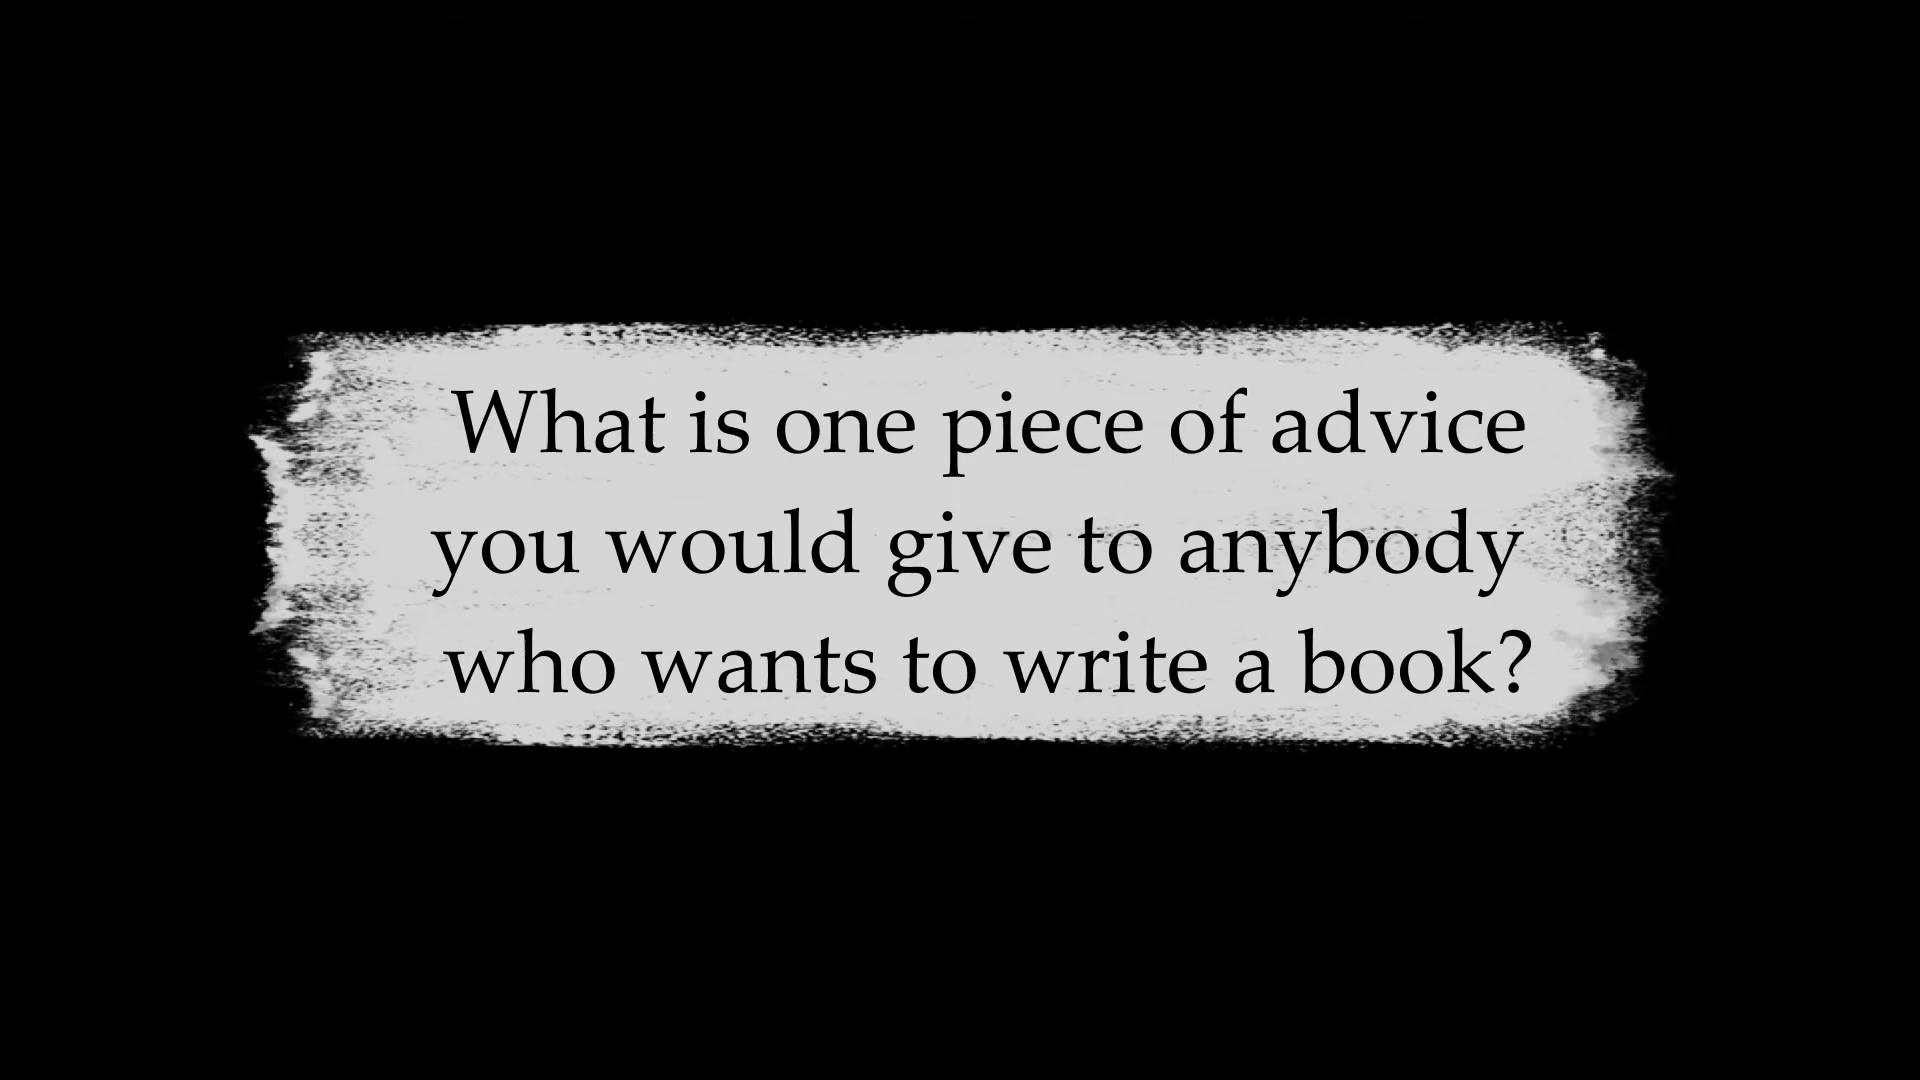 What is one piece of advice
you would give to anybody
who wants to write a book?